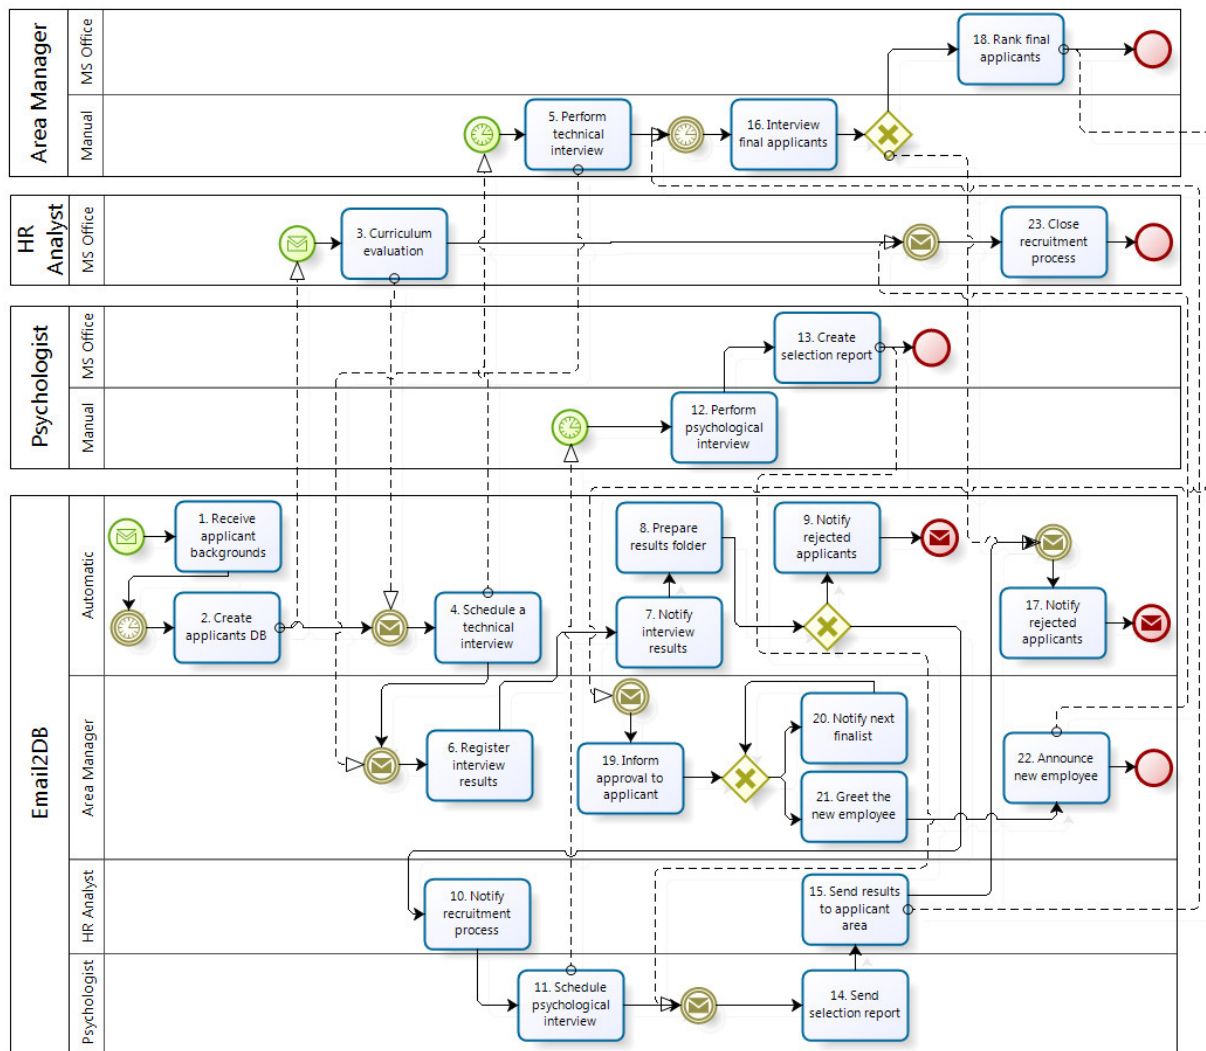 Area Manager
MS Office
18. Rank final
applicants
Manual
5. Perform
technical
interview
16. Interview
final applicants
HR
Analyst
MS Office
3. Curriculum
evaluation
23. Close
recruitment
process
Psychologist
MS Office
13. Create
selection report
Manual
12. Perform
psychological
interview
Email2DB
Automatic
1. Receive
applicant
backgrounds
8. Prepare
results folder
9. Notify
rejected
applicants
2. Create
applicants DB
4. Schedule a
technical
interview
7. Notify
interview
results
17. Notify
rejected
applicants
Area Manager
6. Register
interview
results
19. Inform
approval to
applicant
20. Notify next
finalist
21. Greet the
new employee
22. Announce
new employee
HR Analyst
10. Notify
recruitment
process
15. Send results
to applicant
area
Psychologist
11. Schedule
psychological
interview
14. Send
selection report